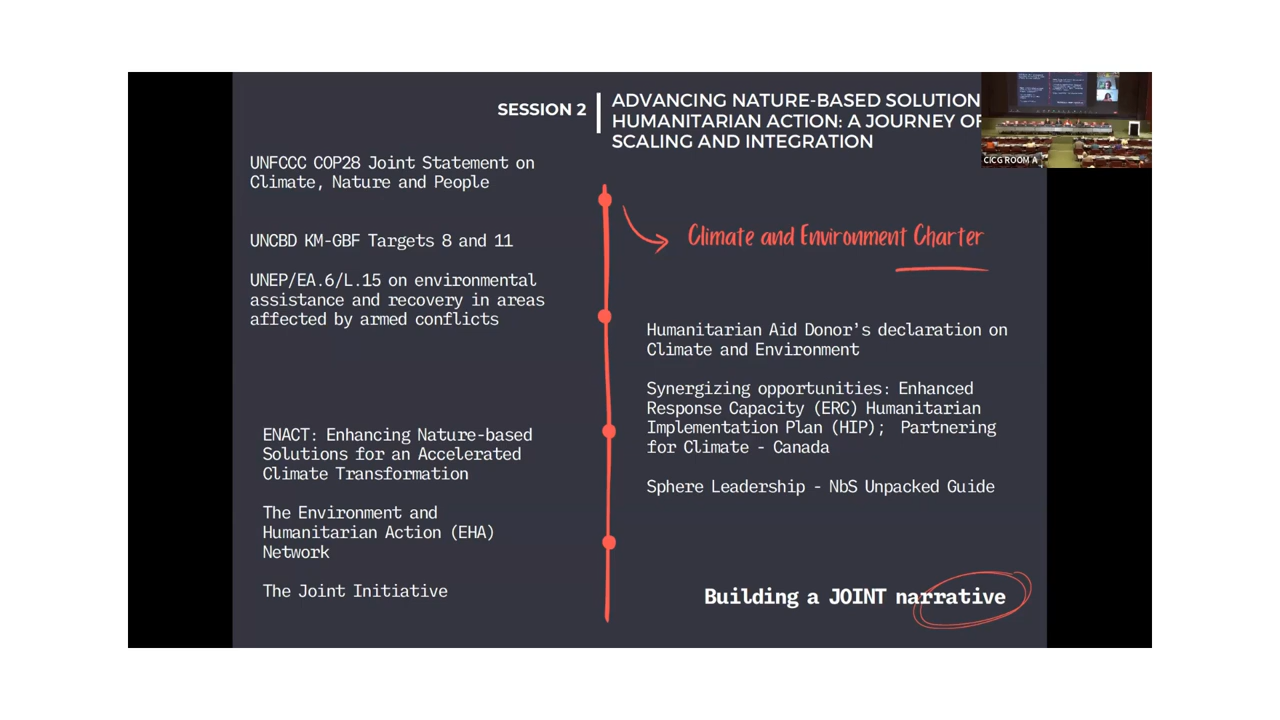 SESSION 2
ADVANCING NATURE-BASED SOLUTION
HUMANITARIAN ACTION: A JOURNEY OF
SCALING AND INTEGRATION
CICG ROOM A
UNFCCC COP28 Joint Statement on
Climate, Nature and People
UNCBD KM-GBF Targets 8 and 11
UNEP/EA.6/L.15 on environmental
assistance and recovery in areas
affected by armed conflicts
ENACT: Enhancing Nature-based
Solutions for an Accelerated
Climate Transformation
The Environment and
Humanitarian Action (EHA)
Network
The Joint Initiative
Climate and Environment Charter
Humanitarian Aid Donor's declaration on
Climate and Environment
Synergizing opportunities: Enhanced
Response Capacity (ERC) Humanitarian
Implementation Plan (HIP); Partnering
for Climate - Canada
Sphere Leadership - NbS Unpacked Guide
Building a JOINT narrative